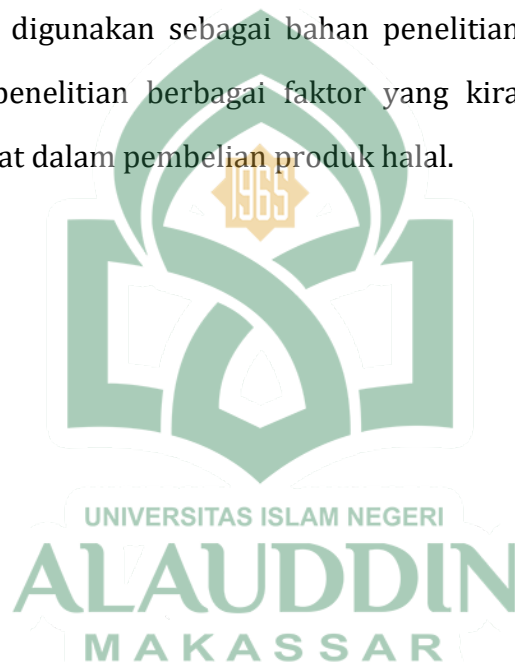 digunakan sebagai bahan penelitian
penelitian berbagai faktor yang kira
at dalam pembelian produk halal.
1965
UNIVERSITAS ISLAM NEGERI
ALAUDDIN
MAKASSAR